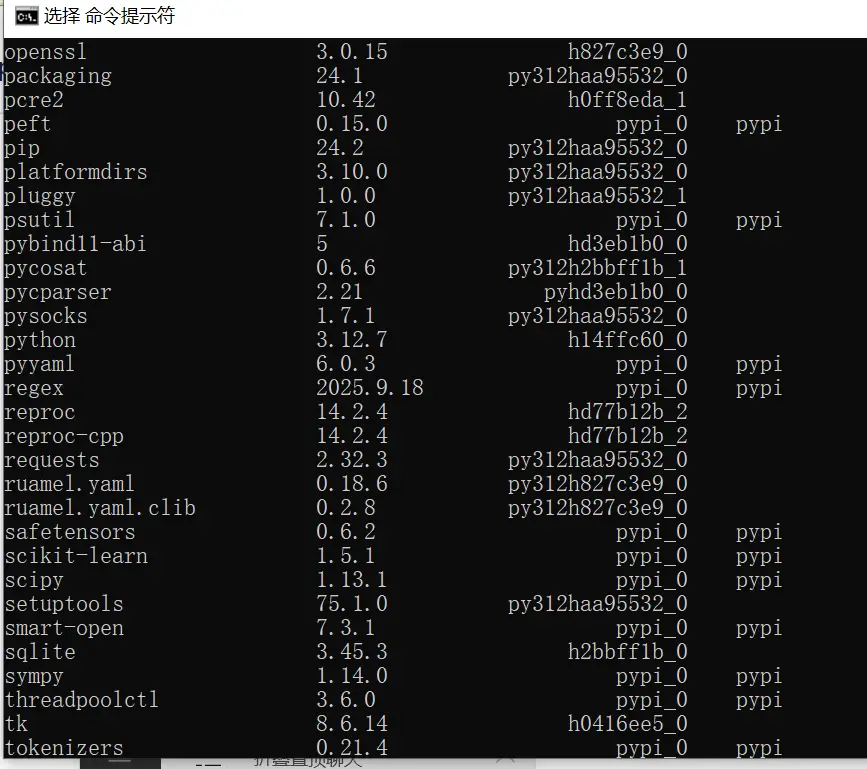 选择 命令提示符
openssl 3.0.15 h827c3e9_0
packaging 24.1 py312haa95532_0
pcre2 10.42 h0ff8eda_1
peft 0.15.0 pypi_0 pypi
pip 24.2 py312haa95532_0
platformdirs 3.10.0 py312haa95532_0
pluggy 1.0.0 py312haa95532_1
psutil 7.1.0 pypi_0 pypi
pybind11-abi 5 hd3eb1b0_0
pycosat 0.6.6 py312h2bbff1b_1
pycparser 2.21 pyhd3eb1b0_0
pysocks 1.7.1 py312haa95532_0
python 3.12.7 h14ffc60_0
pyyaml 6.0.3 pypi_0 pypi
regex 2025.9.18 pypi_0 pypi
reproc 14.2.4 hd77b12b_2
reproc-cpp 14.2.4 hd77b12b_2
requests 2.32.3 py312haa95532_0
ruamel.yaml 0.18.6 py312h827c3e9_0
ruamel.yaml.clib 0.2.8 py312h827c3e9_0
safetensors 0.6.2 pypi_0 pypi
scikit-learn 1.5.1 pypi_0 pypi
scipy 1.13.1 pypi_0 pypi
setuptools 75.1.0 py312haa95532_0
smart-open 7.3.1 pypi_0 pypi
sqlite 3.45.3 h2bbff1b_0
sympy 1.14.0 pypi_0 pypi
threadpoolctl 3.6.0 pypi_0 pypi
tk 8.6.14 h0416ee5_0
tokenizers 0.21.4 pypi_0 pypi
折叠置顶聊天